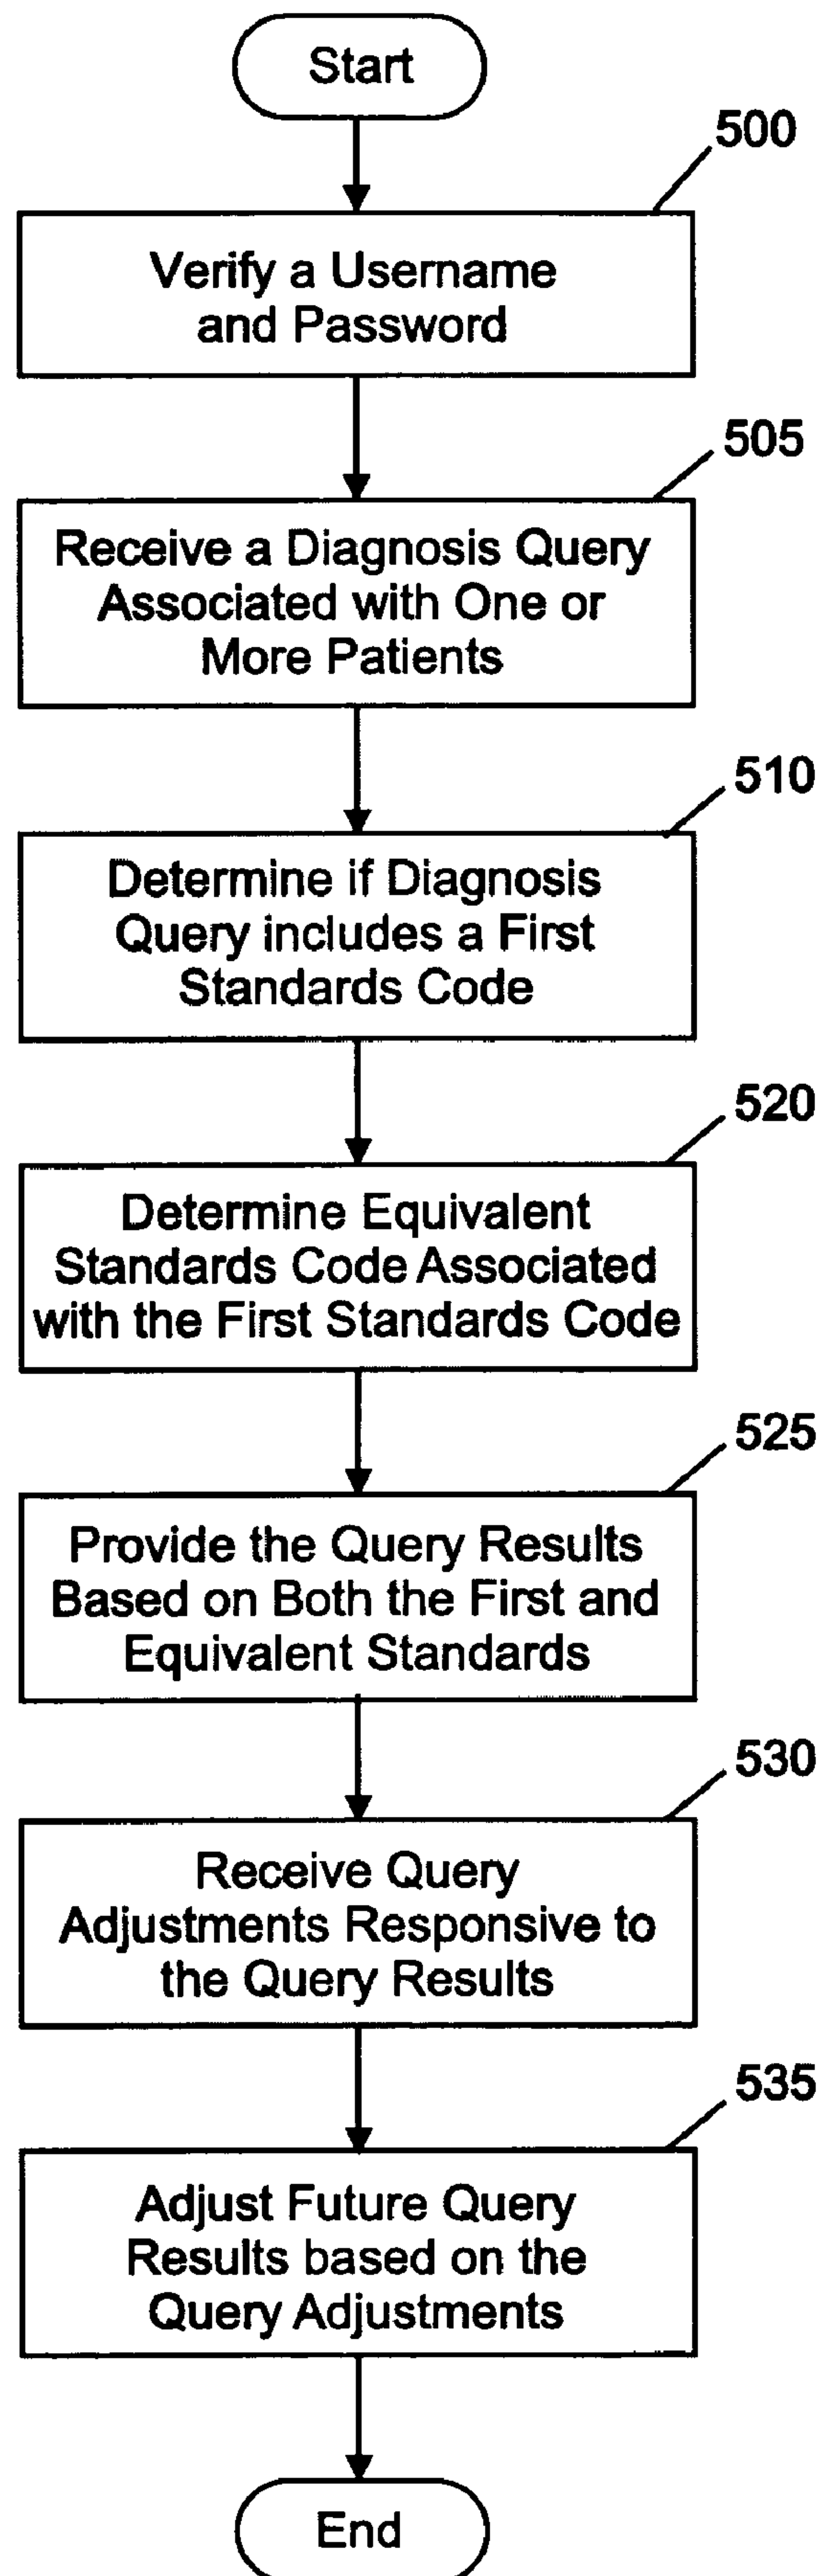 Start
500
Verify a Username
and Password
505
Receive a Diagnosis Query
Associated with One or
More Patients
510
Determine if Diagnosis
Query includes a First
Standards Code
520
Determine Equivalent
Standards Code Associated
with the First Standards Code
525
Provide the Query Results
Based on Both the First and
Equivalent Standards
530
Receive Query
Adjustments Responsive to
the Query Results
535
Adjust Future Query
Results based on the
Query Adjustments
End